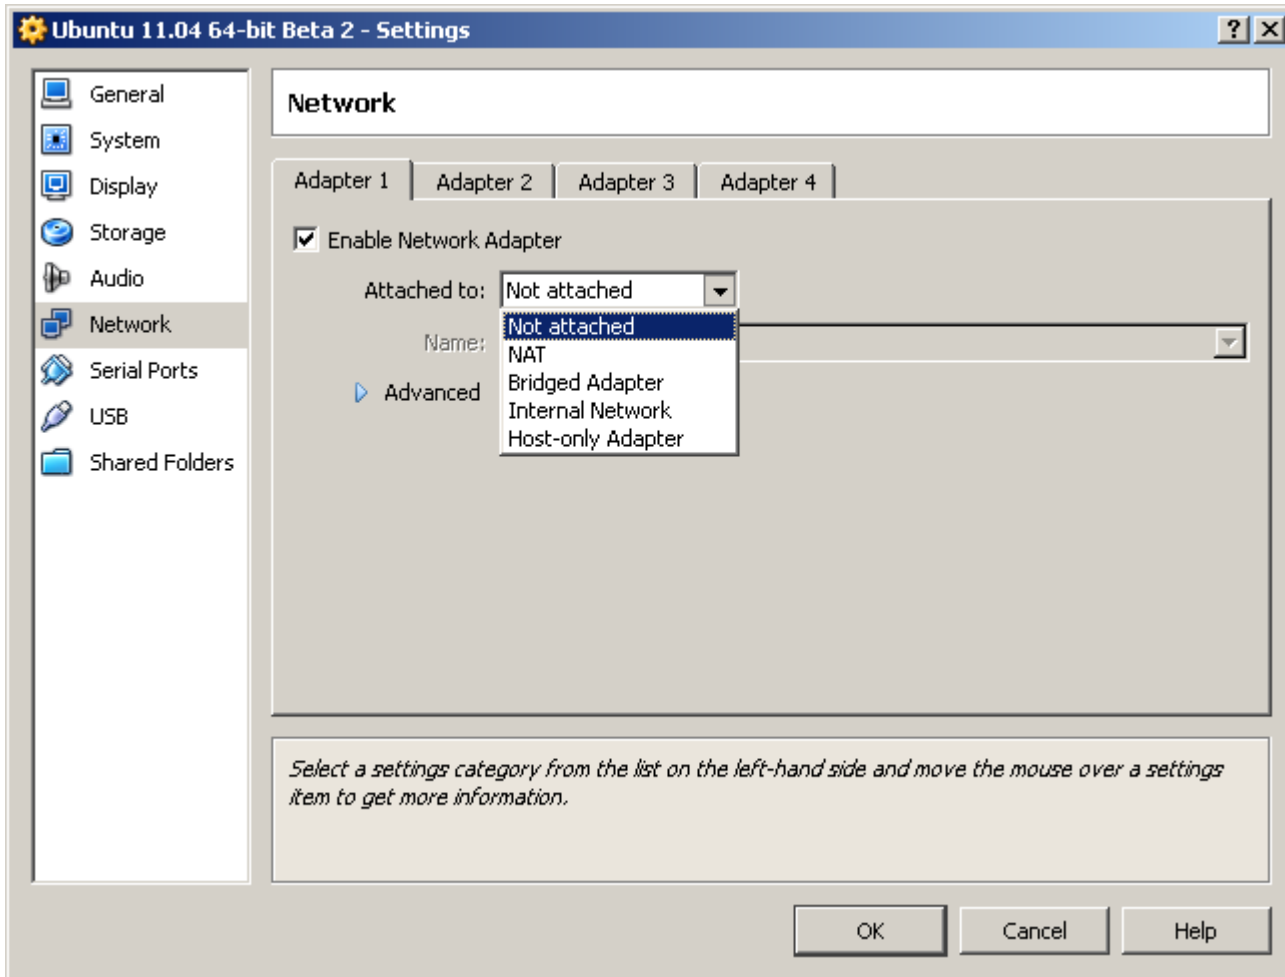 Ubuntu 11.04 64-bit Beta 2 - Settings
General
System
Display
Storage
Audio
Network
Serial Ports
USB
Shared Folders
Network
Adapter 1 Adapter 2 Adapter 3 Adapter 4
Enable Network Adapter
Attached to: Not attached
Not attached
NAT
Bridged Adapter
Internal Network
Host-only Adapter
Name:
Advanced
Select a settings category from the list on the left-hand side and move the mouse over a settings
item to get more information.
OK Cancel Help